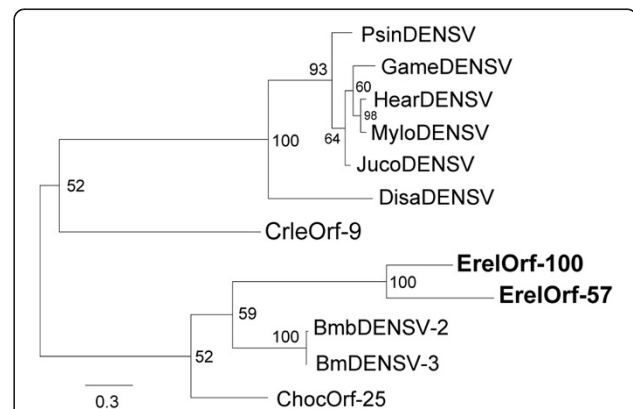 PsinDENSV
93
GameDENSV
60
HearDENSV
98
MyloDENSV
64
100
JucoDENSV
52
DisaDENSV
CrleOrf-9
ErelOrf-100
100
ErelOrf-57
59
BmbDENSV-2
100
BmDENSV-3
52
ChocOrf-25
0.3